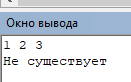 Окно вывода
1 2 3
Не существует